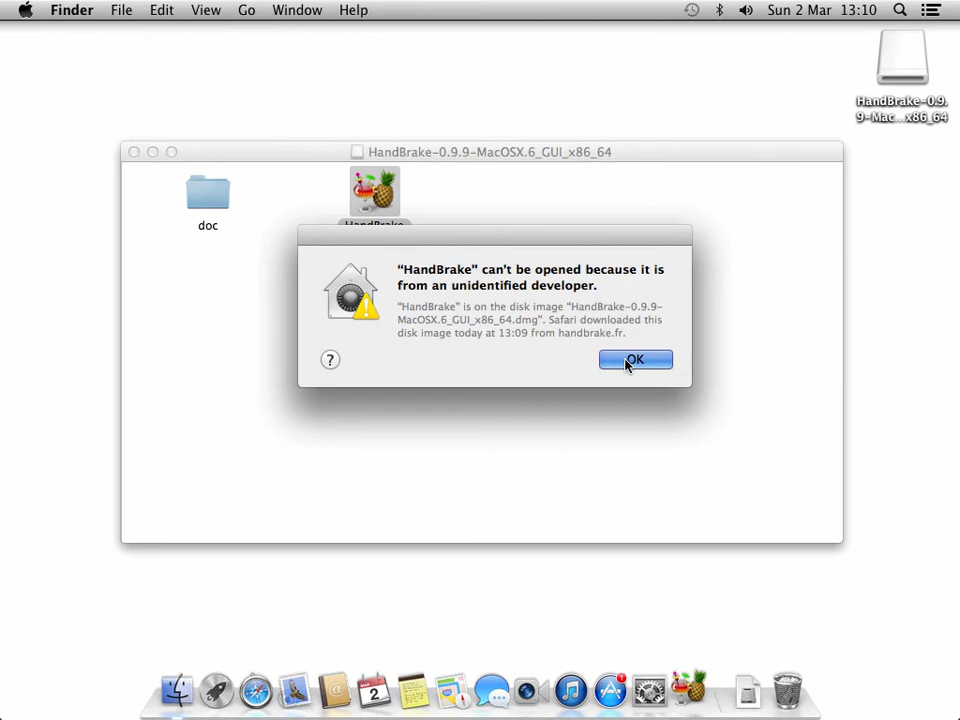 Finder File Edit View Go Window Help Sun 2 Mar 13:10
HandBrake-0.9.
9-Mac...x86_64
HandBrake-0.9.9-MacOSX.6_GUI_x86_64
doc
HandBrake
“HandBrake” can't be opened because it is
from an unidentified developer.
“HandBrake” is on the disk image “HandBrake-0.9.9-
MacOSX.6_GUI_x86_64.dmg”. Safari downloaded this
disk image today at 13:09 from handbrake.fr.
?
OK
MAR
2
1